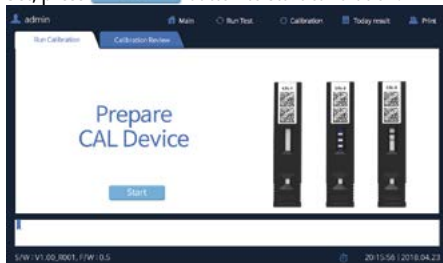 admin
Main
Run Test
Calibration
Today result
Print
Run Calibration
Calibration Review
Prepare
CAL Device
Start
S/W : V1.00_R001, F/W : 0.5
20:15:56 2018.04.23